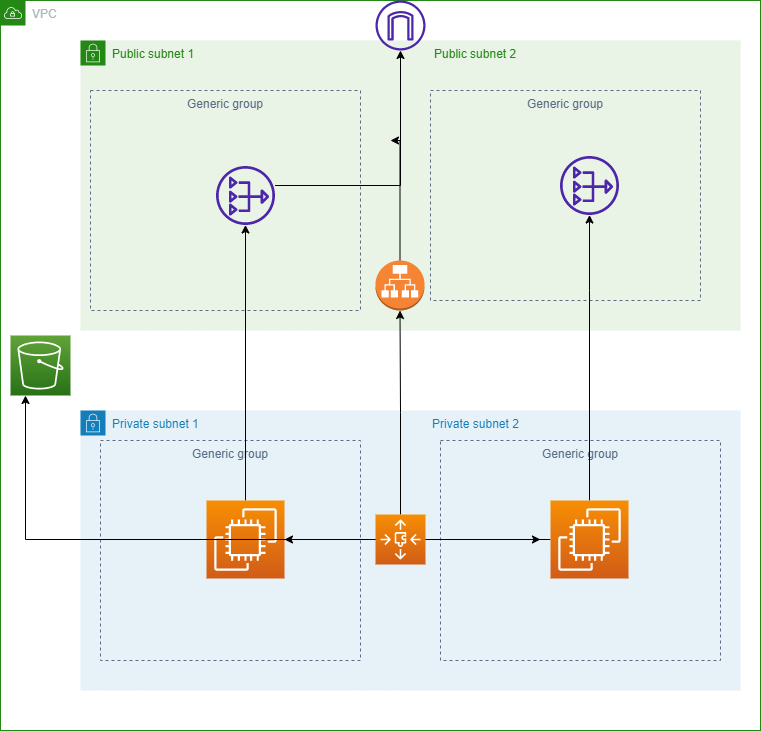 VPC
Public subnet 1
Public subnet 2
Generic group
Generic group
Private subnet 1
Private subnet 2
Generic group
Generic group